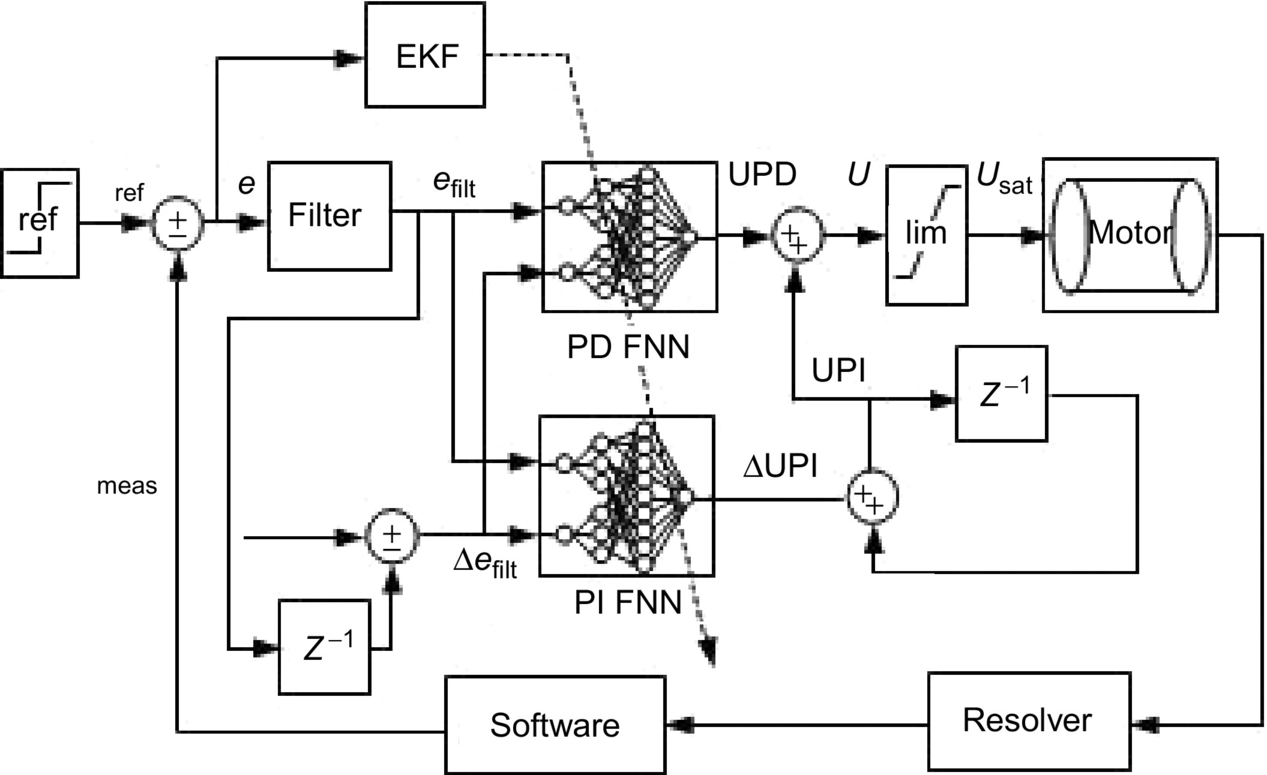 EKF
ref
ref
±
e
Filter
e_filt
UPD
+
+
U
lim
U_sat
Motor
PD FNN
UPI
Z⁻¹
meas
ΔUPI
+
+
±
Δe_filt
PI FNN
Z⁻¹
Software
Resolver